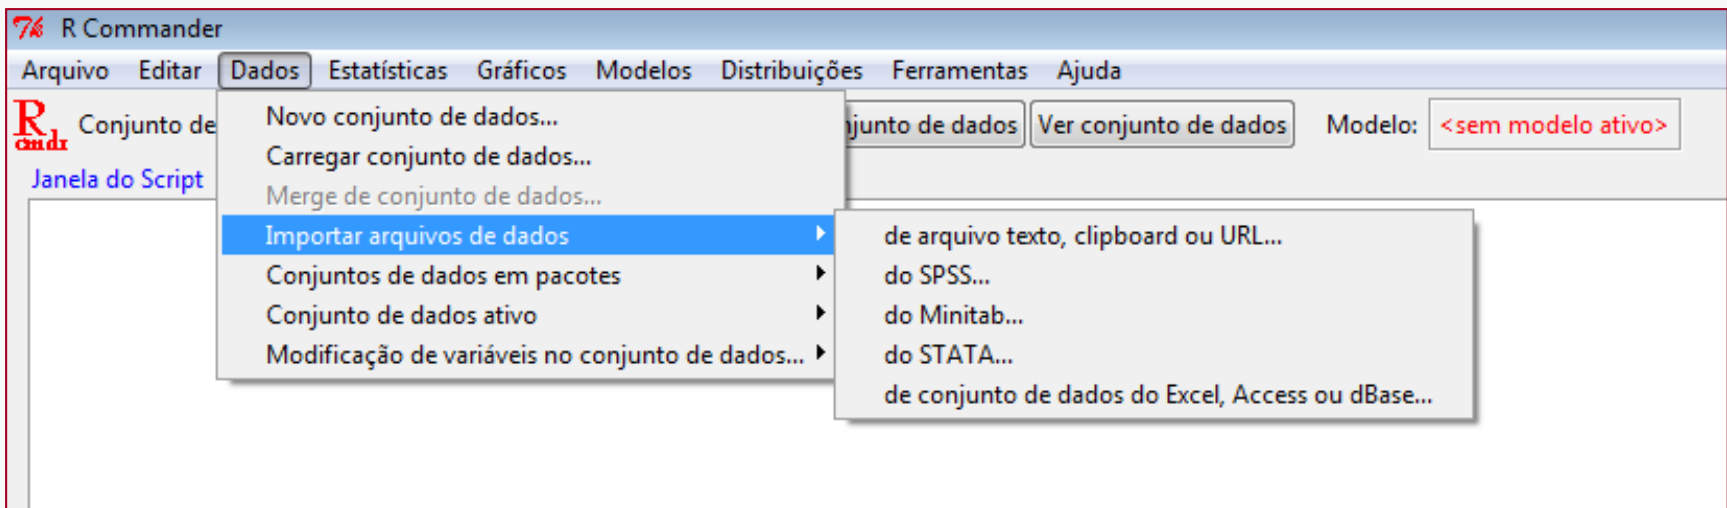 R Commander
Arquivo Editar Dados Estatísticas Gráficos Modelos Distribuições Ferramentas Ajuda
R cmdr Conjunto de dados Ver conjunto de dados Modelo: <sem modelo ativo>
Janela do Script
Novo conjunto de dados...
Carregar conjunto de dados...
Merge de conjunto de dados...
Importar arquivos de dados
Conjuntos de dados em pacotes
Conjunto de dados ativo
Modificação de variáveis no conjunto de dados...
de arquivo texto, clipboard ou URL...
do SPSS...
do Minitab...
do STATA...
de conjunto de dados do Excel, Access ou dBase...